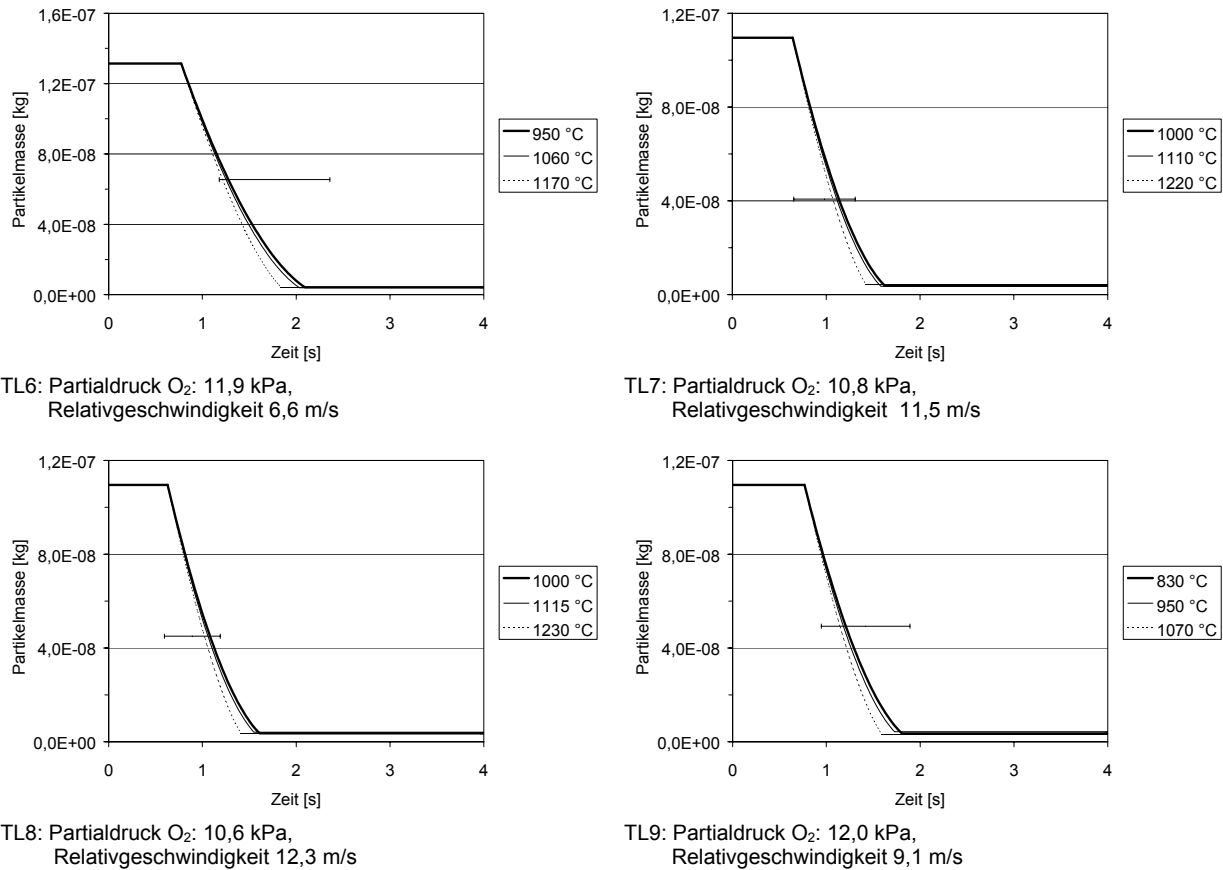 1,6E-07
1,2E-07
8,0E-08
4,0E-08
0,0E+00
Partikelmasse [kg]
0 1 2 3 4
Zeit [s]
950 °C
1060 °C
1170 °C
TL6: Partialdruck O₂: 11,9 kPa,
Relativgeschwindigkeit 6,6 m/s
1,2E-07
8,0E-08
4,0E-08
0,0E+00
Partikelmasse [kg]
0 1 2 3 4
Zeit [s]
1000 °C
1110 °C
1220 °C
TL7: Partialdruck O₂: 10,8 kPa,
Relativgeschwindigkeit 11,5 m/s
1,2E-07
8,0E-08
4,0E-08
0,0E+00
Partikelmasse [kg]
0 1 2 3 4
Zeit [s]
1000 °C
1115 °C
1230 °C
TL8: Partialdruck O₂: 10,6 kPa,
Relativgeschwindigkeit 12,3 m/s
1,2E-07
8,0E-08
4,0E-08
0,0E+00
Partikelmasse [kg]
0 1 2 3 4
Zeit [s]
830 °C
950 °C
1070 °C
TL9: Partialdruck O₂: 12,0 kPa,
Relativgeschwindigkeit 9,1 m/s